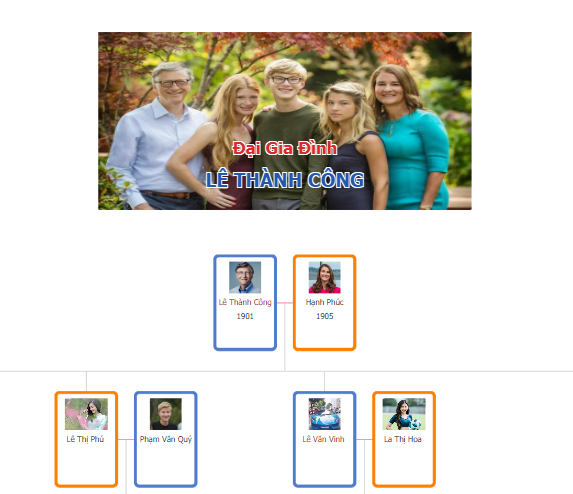 Đại Gia Đình
LÊ THÀNH CÔNG
Lê Thành Công
1901
Hạnh Phúc
1905
Lê Thị Phú
Phạm Văn Quý
Lê Văn Vinh
La Thị Hoa